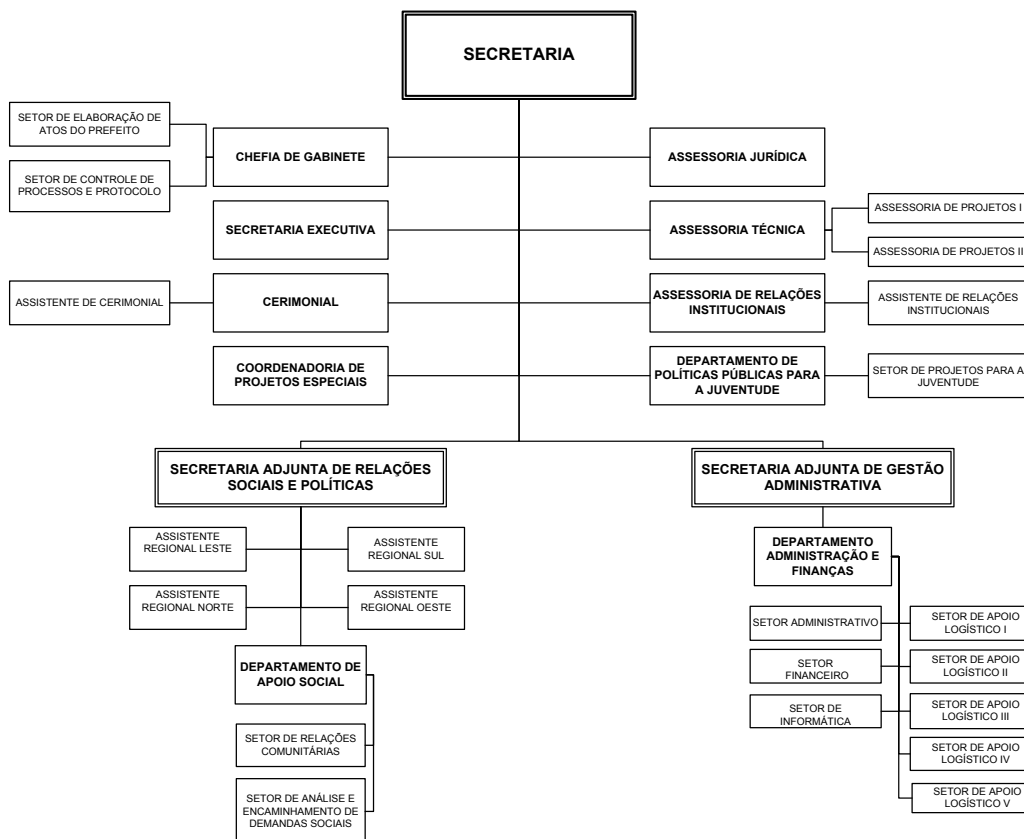 SECRETARIA
SETOR DE ELABORAÇÃO DE
ATOS DO PREFEITO
CHEFIA DE GABINETE
ASSESSORIA JURÍDICA
SETOR DE CONTROLE DE
PROCESSOS E PROTOCOLO
SECRETARIA EXECUTIVA
ASSESSORIA TÉCNICA
ASSESSORIA DE PROJETOS I
ASSESSORIA DE PROJETOS II
ASSISTENTE DE CERIMONIAL
CERIMONIAL
ASSESSORIA DE RELAÇÕES
INSTITUCIONAIS
ASSISTENTE DE RELAÇÕES
INSTITUCIONAIS
COORDENADORIA DE
PROJETOS ESPECIAIS
DEPARTAMENTO DE
POLÍTICAS PÚBLICAS PARA
A JUVENTUDE
SETOR DE PROJETOS PARA A
JUVENTUDE
SECRETARIA ADJUNTA DE RELAÇÕES
SOCIAIS E POLÍTICAS
SECRETARIA ADJUNTA DE GESTÃO
ADMINISTRATIVA
ASSISTENTE
REGIONAL LESTE
ASSISTENTE
REGIONAL SUL
ASSISTENTE
REGIONAL NORTE
ASSISTENTE
REGIONAL OESTE
DEPARTAMENTO DE
APOIO SOCIAL
SETOR DE RELAÇÕES
COMUNITÁRIAS
SETOR DE ANÁLISE E
ENCAMINHAMENTO DE
DEMANDAS SOCIAIS
DEPARTAMENTO
ADMINISTRAÇÃO E
FINANÇAS
SETOR ADMINISTRATIVO
SETOR DE APOIO
LOGÍSTICO I
SETOR
FINANCEIRO
SETOR DE APOIO
LOGÍSTICO II
SETOR DE
INFORMÁTICA
SETOR DE APOIO
LOGÍSTICO III
SETOR DE APOIO
LOGÍSTICO IV
SETOR DE APOIO
LOGÍSTICO V